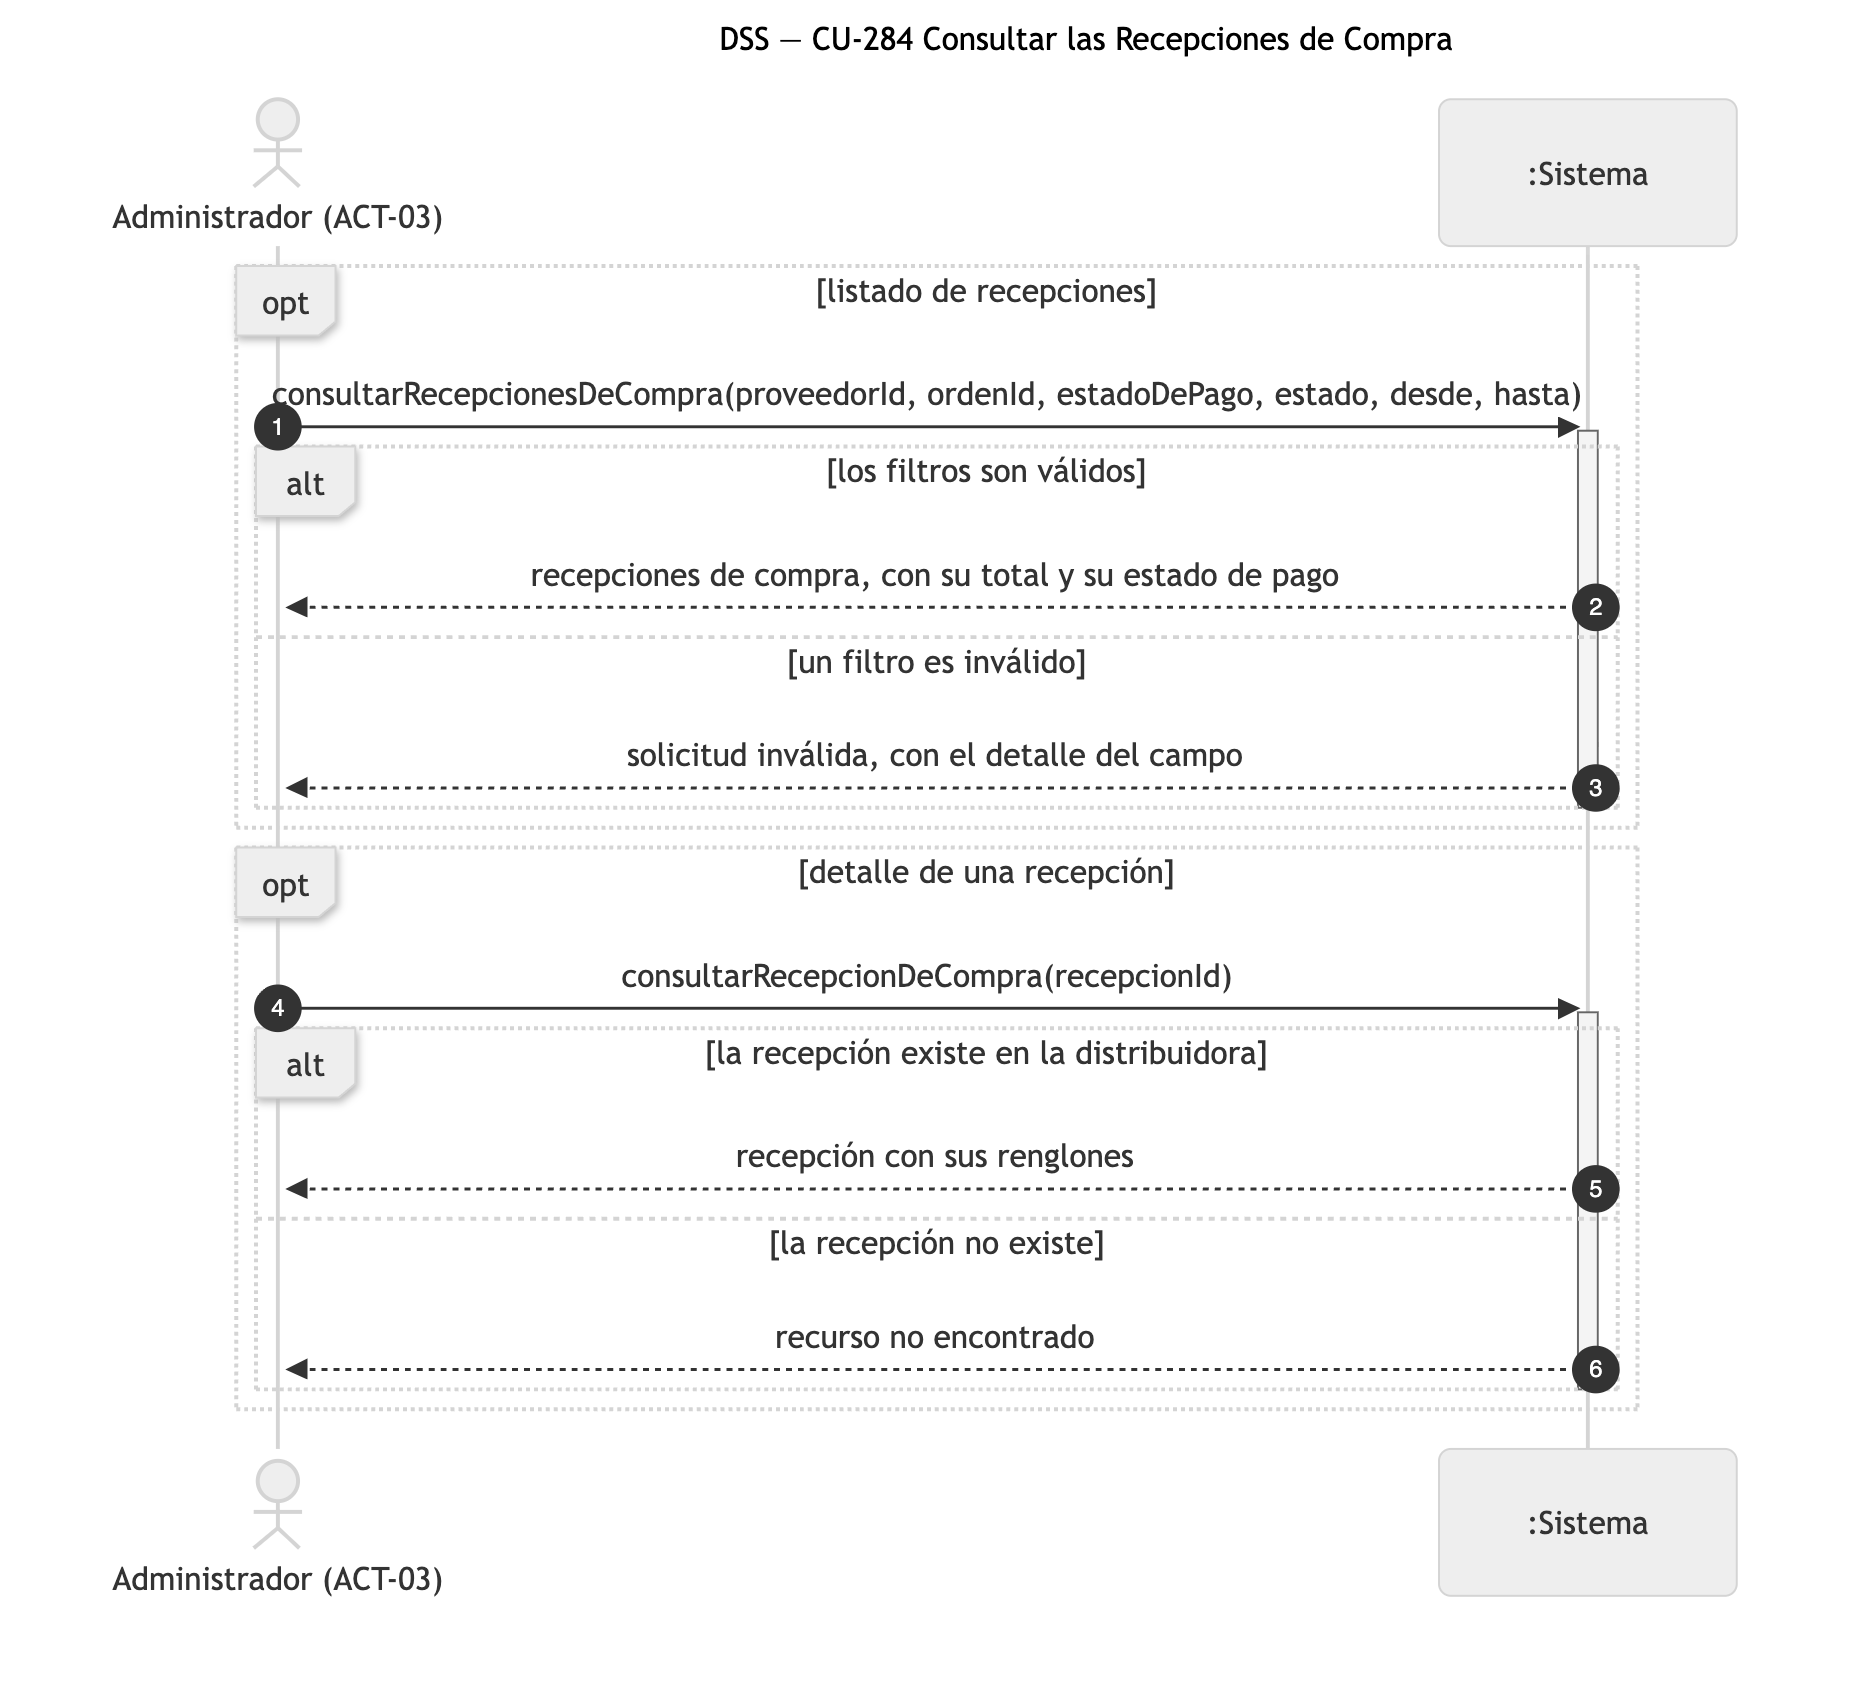 DSS — CU-284 Consultar las Recepciones de Compra
Administrador (ACT-03)
:Sistema
opt
[listado de recepciones]
consultarRecepcionesDeCompra(proveedorId, ordenId, estadoDePago, estado, desde, hasta)
1
alt
[los filtros son válidos]
recepciones de compra, con su total y su estado de pago
2
[un filtro es inválido]
solicitud inválida, con el detalle del campo
3
opt
[detalle de una recepción]
consultarRecepcionDeCompra(recepcionId)
4
alt
[la recepción existe en la distribuidora]
recepción con sus renglones
5
[la recepción no existe]
recurso no encontrado
6
Administrador (ACT-03)
:Sistema